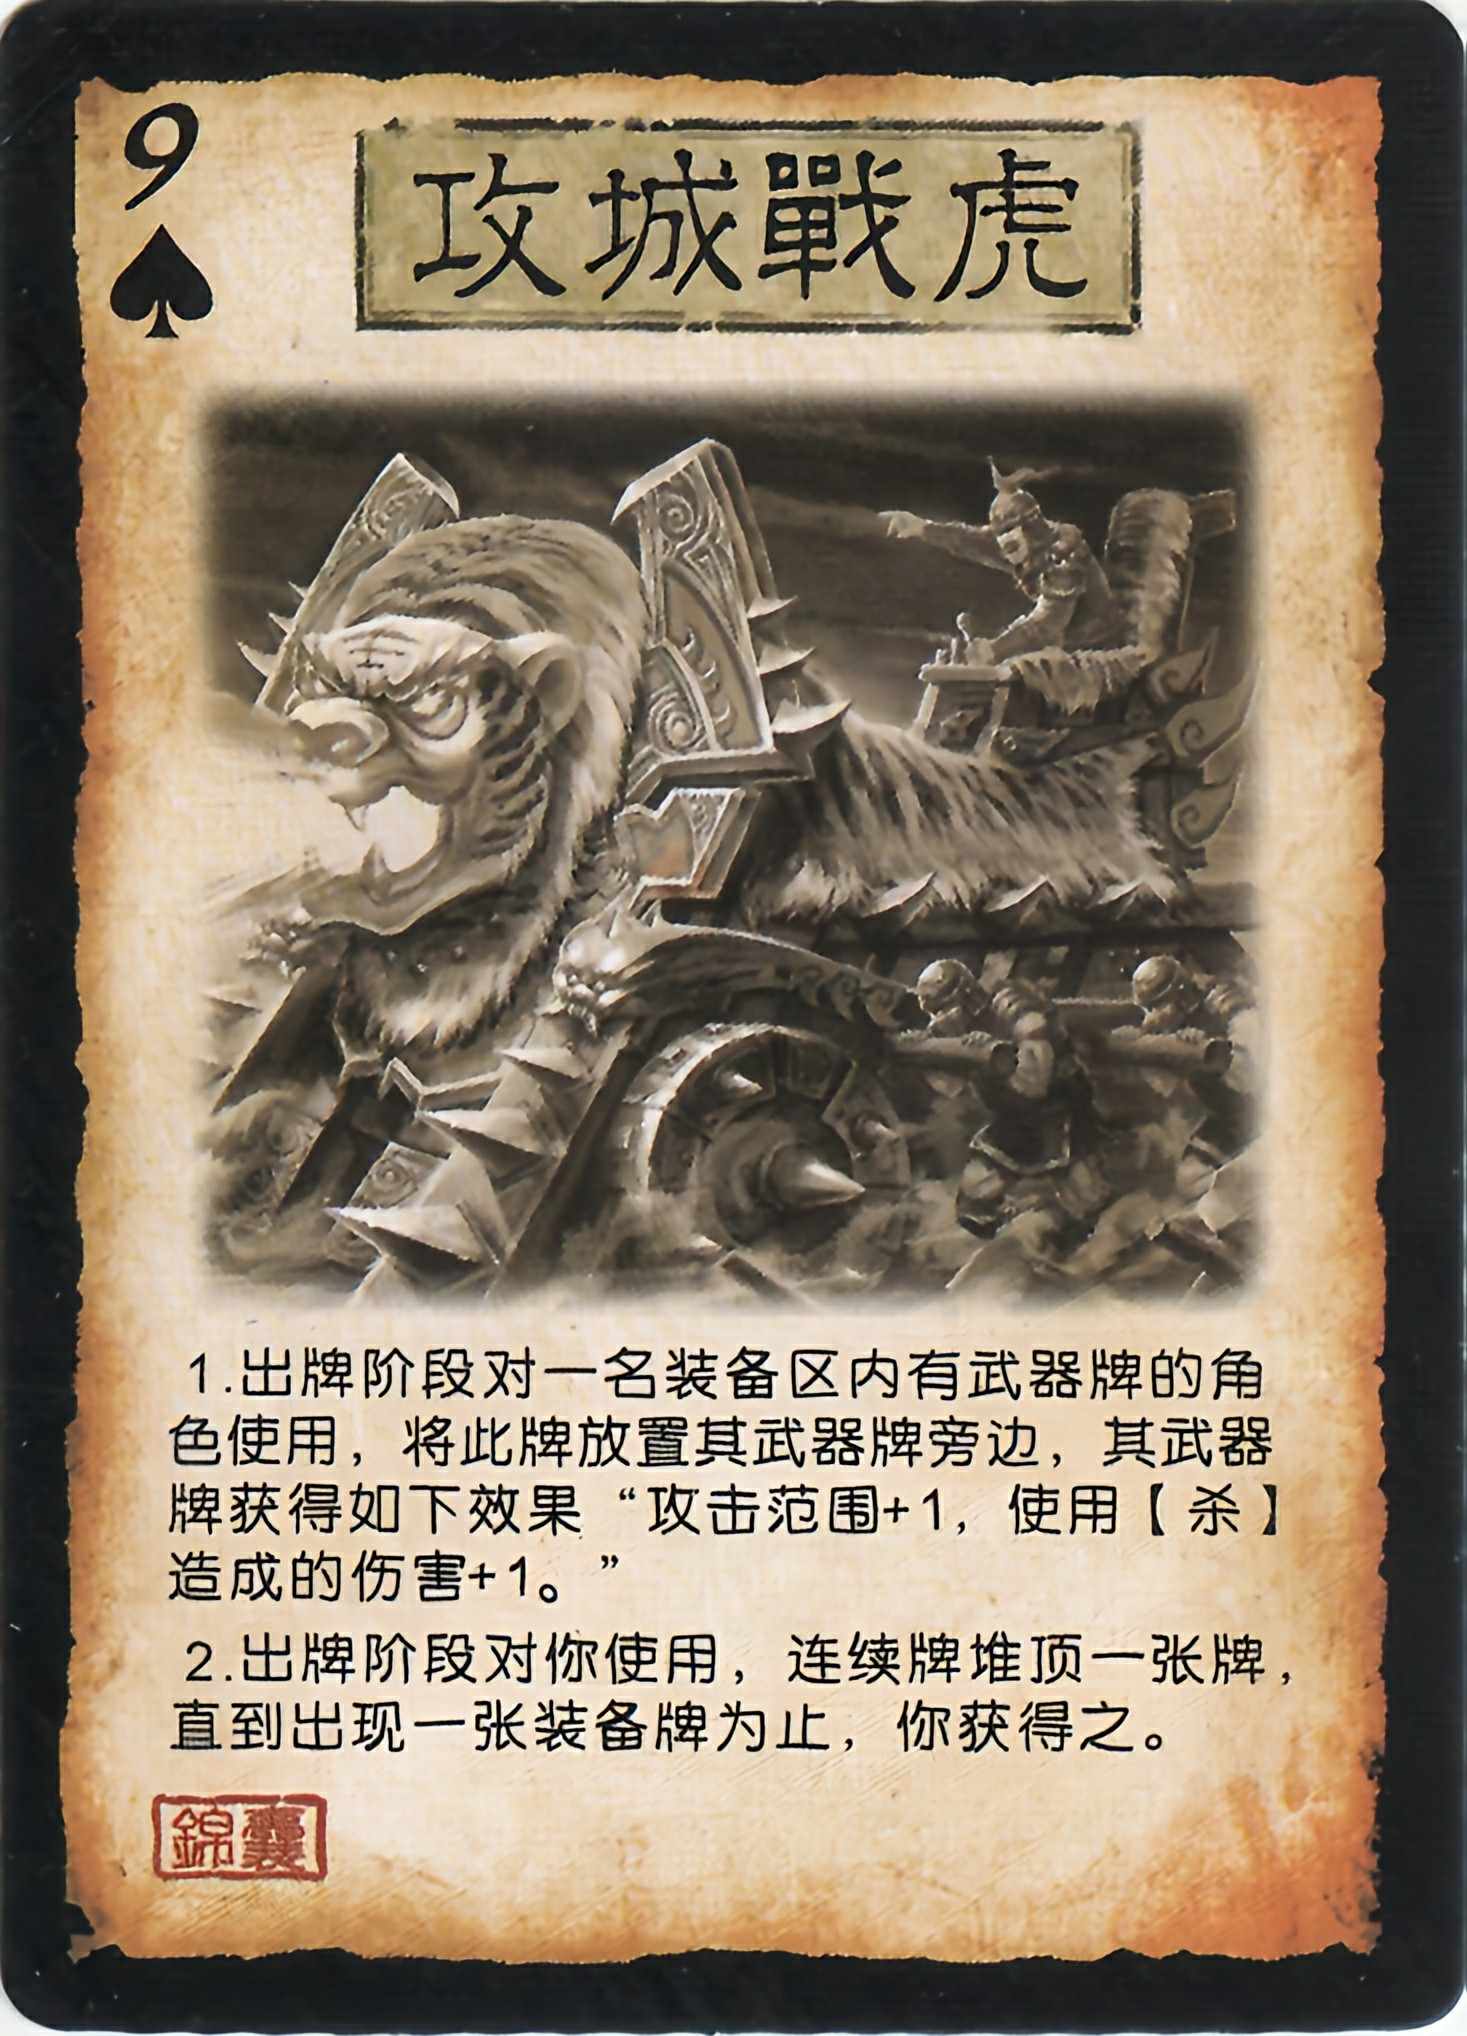 9
攻城戰虎
1.出牌阶段对一名装备区内有武器牌的角
色使用，将此牌放置其武器牌旁边，其武器
牌获得如下效果“攻击范围+1，使用【杀】
造成的伤害+1。”
2.出牌阶段对你使用，连续牌堆顶一张牌，
直到出现一张装备牌为止，你获得之。
錦囊